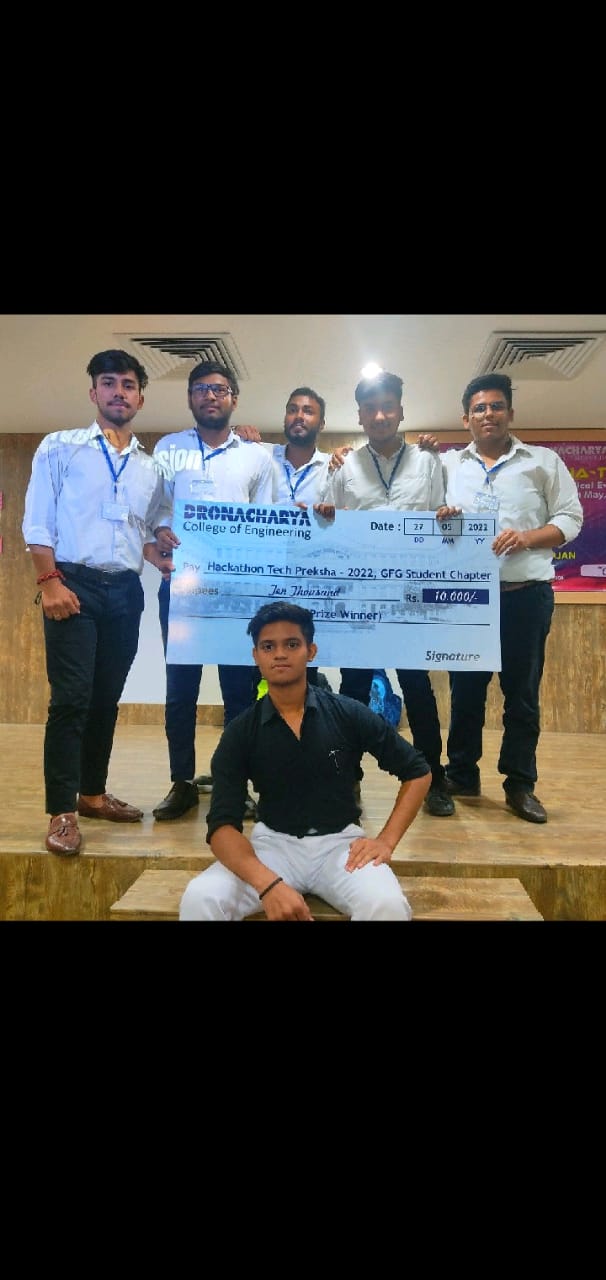 DRONACHARYA
College of Engineering
Date : 27 05 2022
DD MM YY
Pay Hackathon Tech Preksha - 2022, GFG Student Chapter
Rupees Ten Thousand Rs. 10,000/-
Prize Winner)
Signature
sion